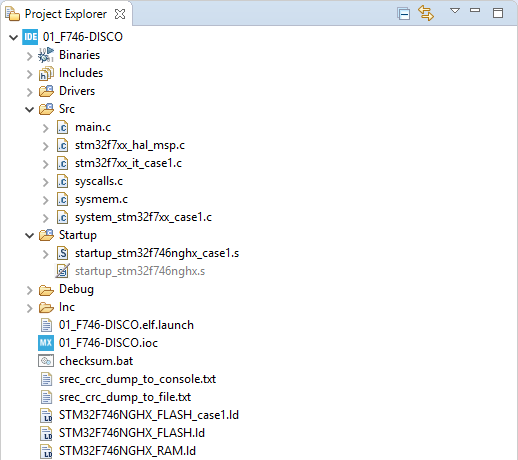 Project Explorer
IDE 01_F746-DISCO
Binaries
Includes
Drivers
Src
.c main.c
.c stm32f7xx_hal_msp.c
.c stm32f7xx_it_case1.c
.c syscalls.c
.c sysmem.c
.c system_stm32f7xx_case1.c
Startup
.S startup_stm32f746nghx_case1.s
startup_stm32f746nghx.s
Debug
Inc
01_F746-DISCO.elf.launch
MX 01_F746-DISCO.ioc
checksum.bat
srec_crc_dump_to_console.txt
srec_crc_dump_to_file.txt
LD STM32F746NGHX_FLASH_case1.ld
LD STM32F746NGHX_FLASH.ld
LD STM32F746NGHX_RAM.ld